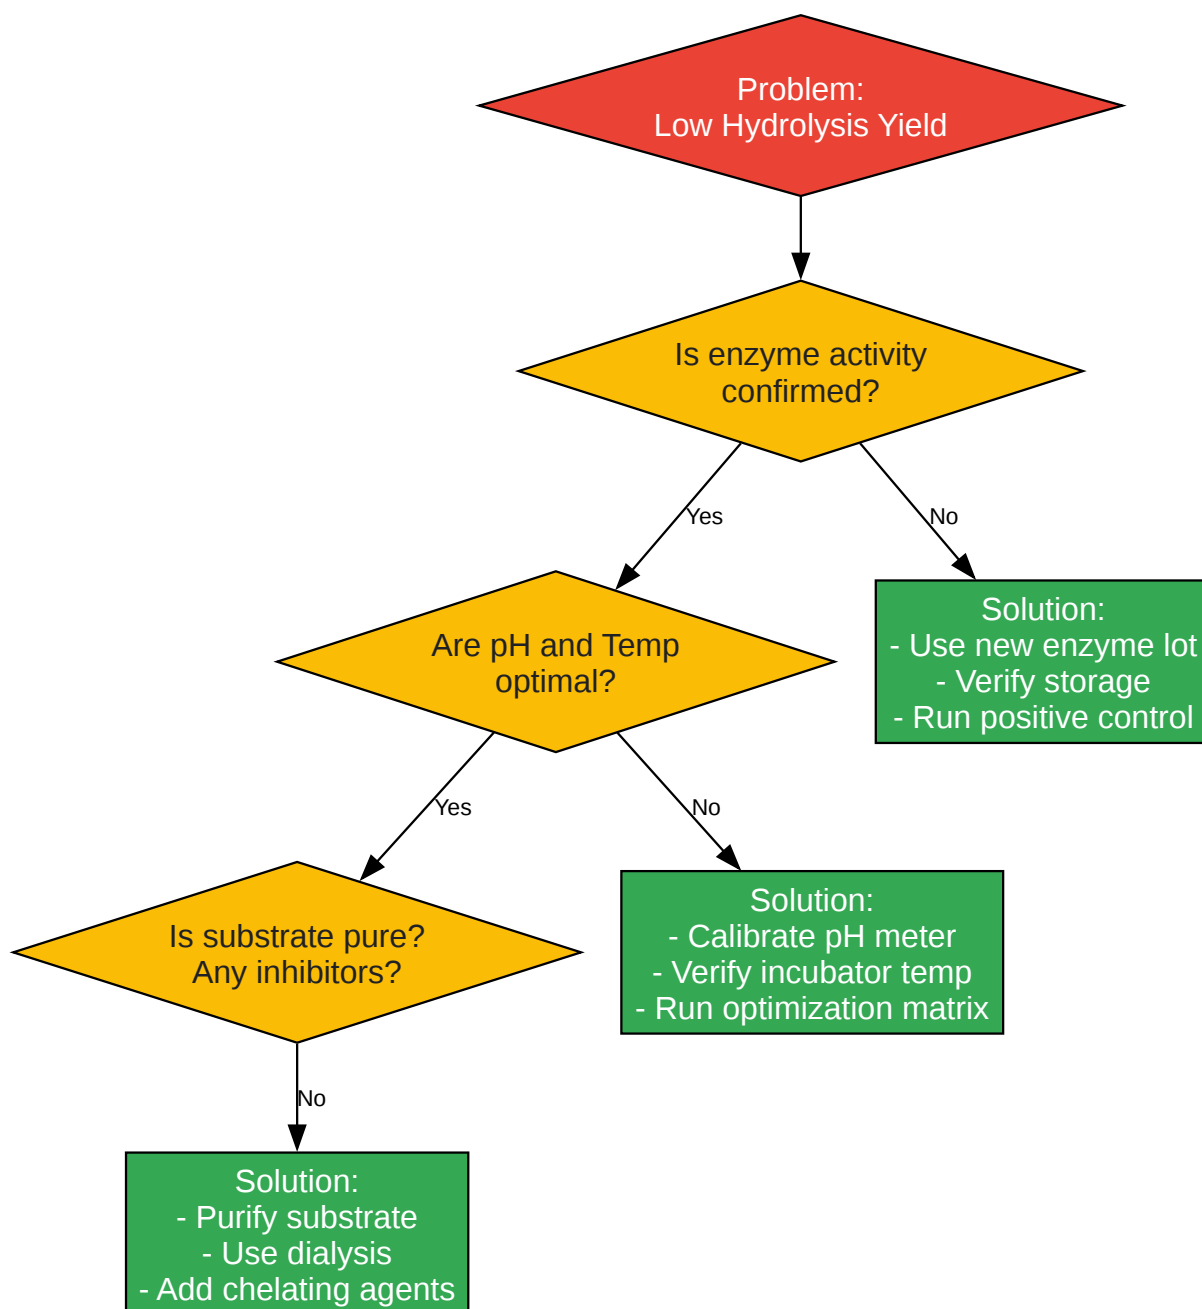 Problem:
Low Hydrolysis Yield
Is enzyme activity
confirmed?
Yes
No
Are pH and Temp
optimal?
Solution:
- Use new enzyme lot
- Verify storage
- Run positive control
Yes
No
Is substrate pure?
Any inhibitors?
Solution:
- Calibrate pH meter
- Verify incubator temp
- Run optimization matrix
No
Solution:
- Purify substrate
- Use dialysis
- Add chelating agents